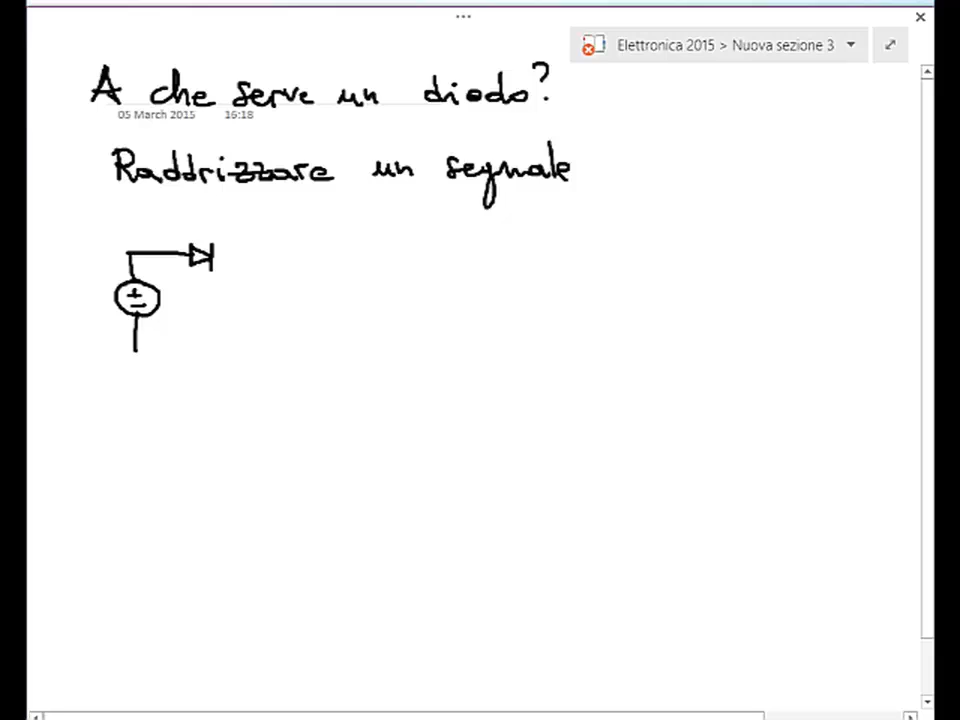 ...
Elettronica 2015 > Nuova sezione 3
A che serve un diodo?
05 March 2015 16:18
Raddrizzare un segnale
+
-